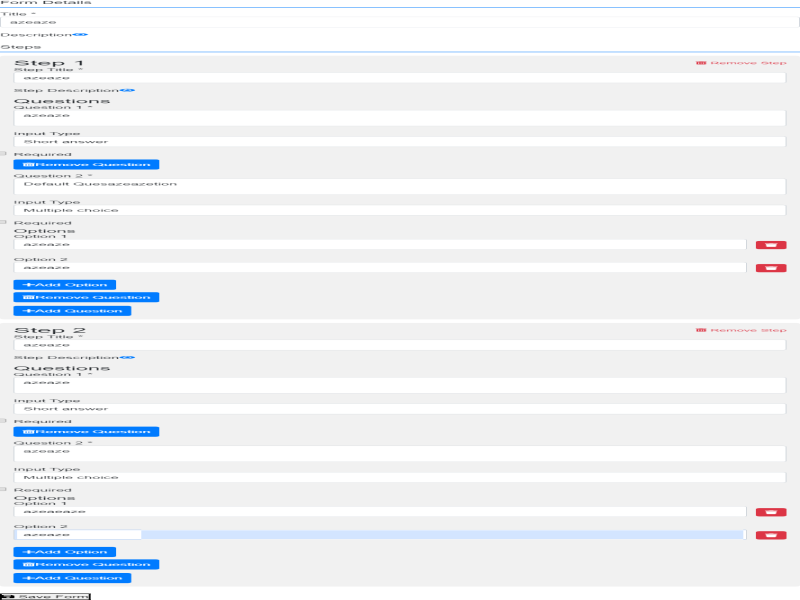 Form Details
Title *
azeaze
Description
Steps
Step 1
Remove Step
Step Title *
azeaze
Step Description
Questions
Question 1 *
azeaze
Input Type
Short answer
Required
Remove Question
Question 2 *
Default Quesazeazetion
Input Type
Multiple choice
Required
Options
Option 1
azeaze
Option 2
azeaze
+Add Option
Remove Question
+Add Question
Step 2
Remove Step
Step Title *
azeaze
Step Description
Questions
Question 1 *
azeaze
Input Type
Short answer
Required
Remove Question
Question 2 *
azeaze
Input Type
Multiple choice
Required
Options
Option 1
azeaeaze
Option 2
azeaze
+Add Option
Remove Question
+Add Question
Save Form